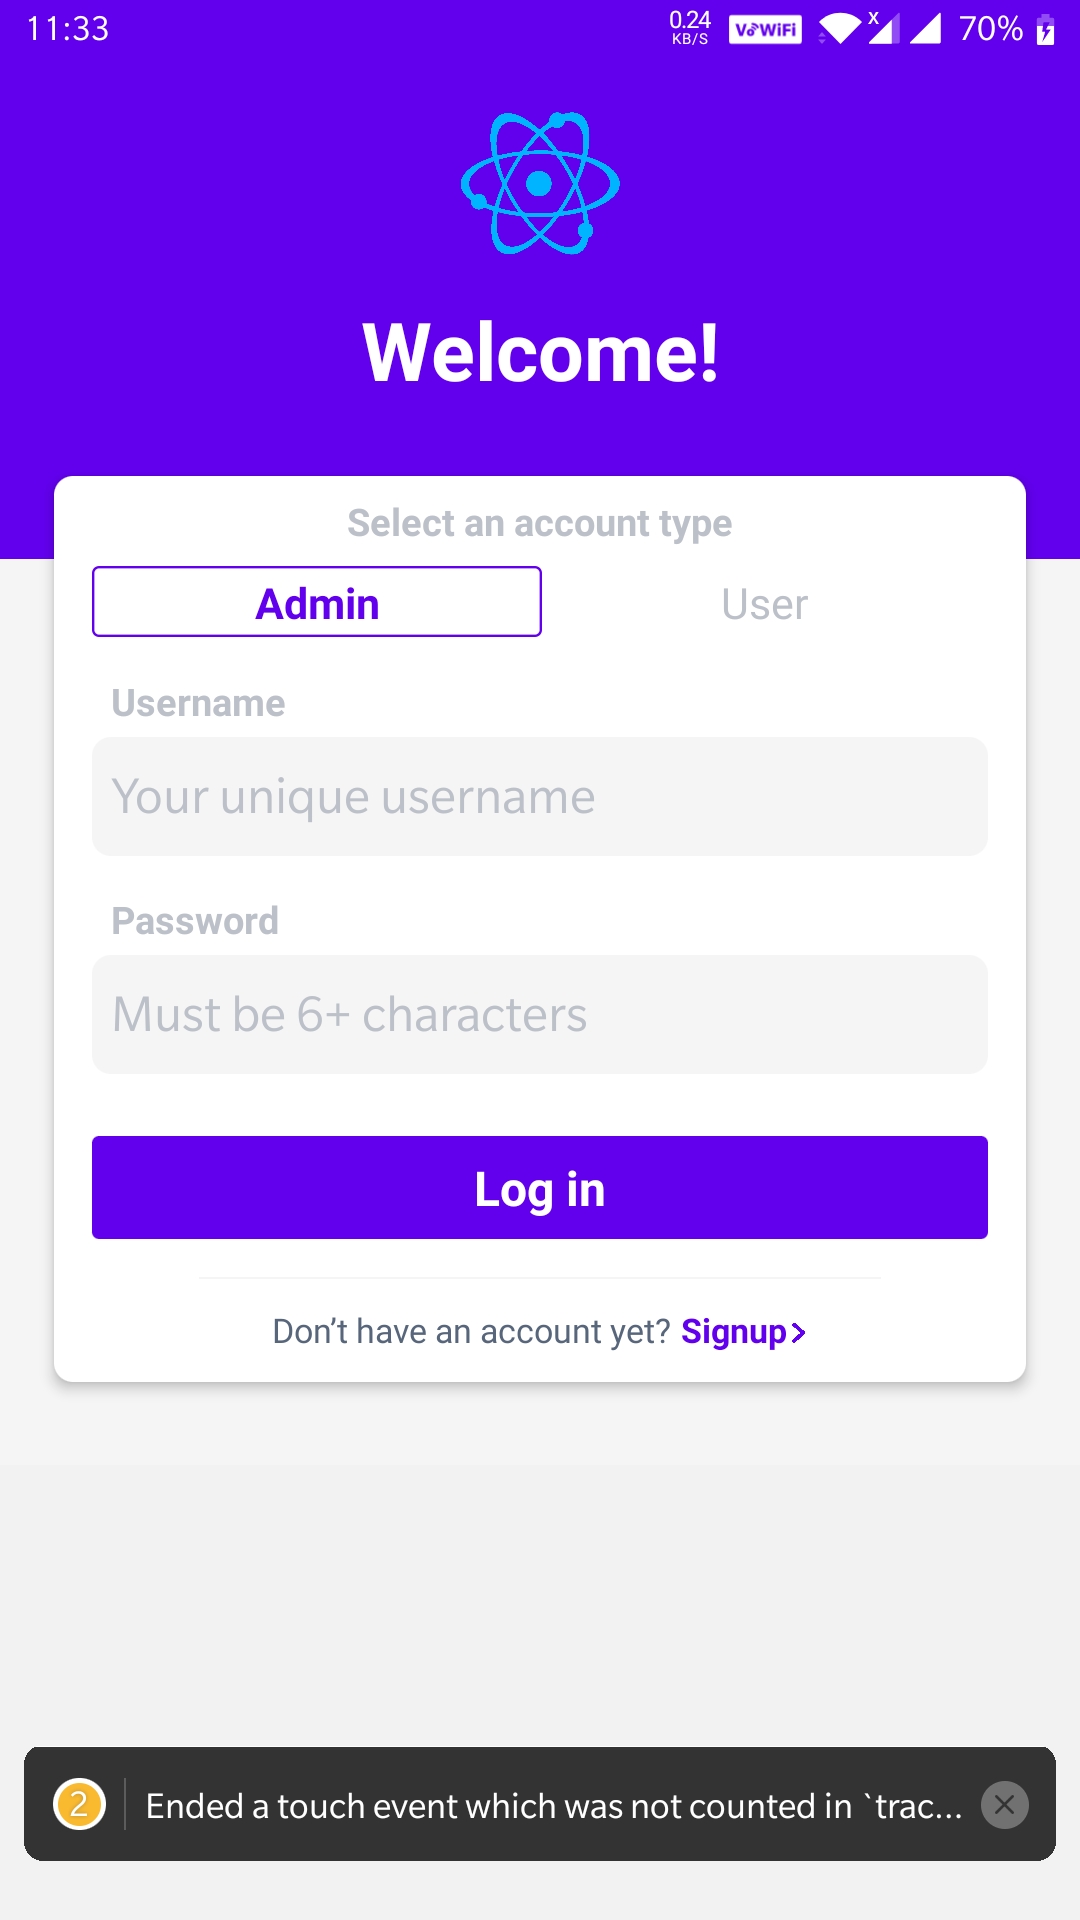 11:33
0.24
KB/S
VoWiFi
X
70%
Welcome!
Select an account type
Admin
User
Username
Your unique username
Password
Must be 6+ characters
Log in
Don’t have an account yet? Signup
2
Ended a touch event which was not counted in `trac...